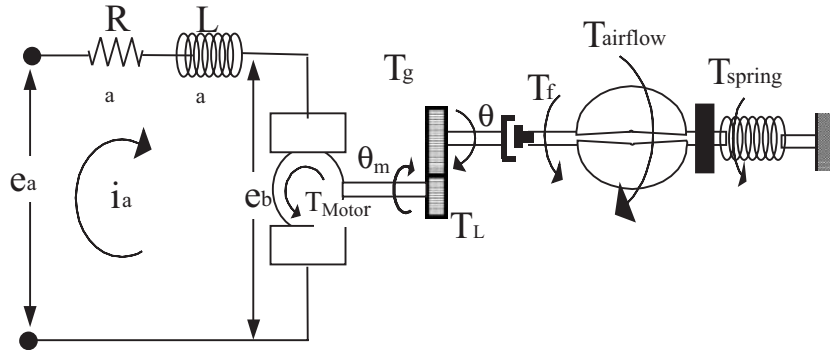 R
L
a
a
ea
ia
eb
TMotor
θm
Tg
TL
θ
Tf
Tairflow
Tspring